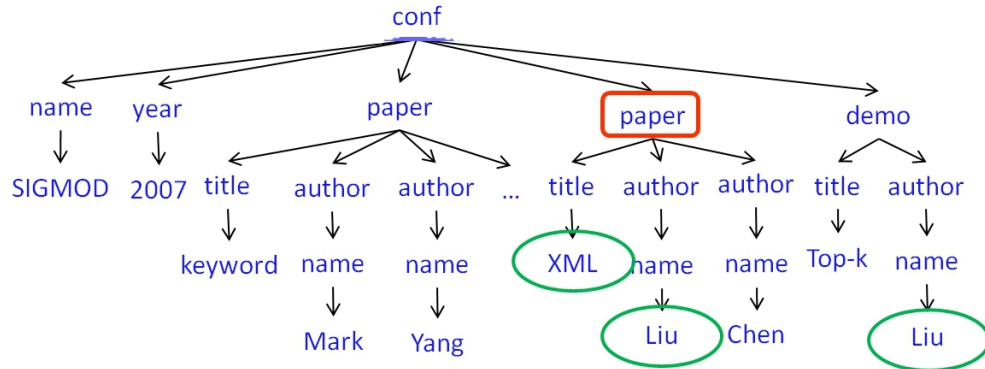 conf
name year paper paper demo
SIGMOD 2007 title author author ... title author author title author
keyword name name XML name name Top-k name
Mark Yang Liu Chen Liu